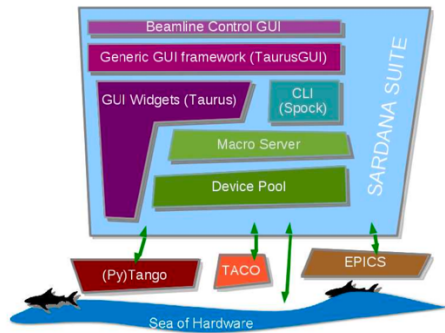 Beamline Control GUI
Generic GUI framework (TaurusGUI)
GUI Widgets (Taurus)
CLI
(Spock)
Macro Server
Device Pool
SARDANA SUITE
(Py)Tango
TACO
EPICS
Sea of Hardware